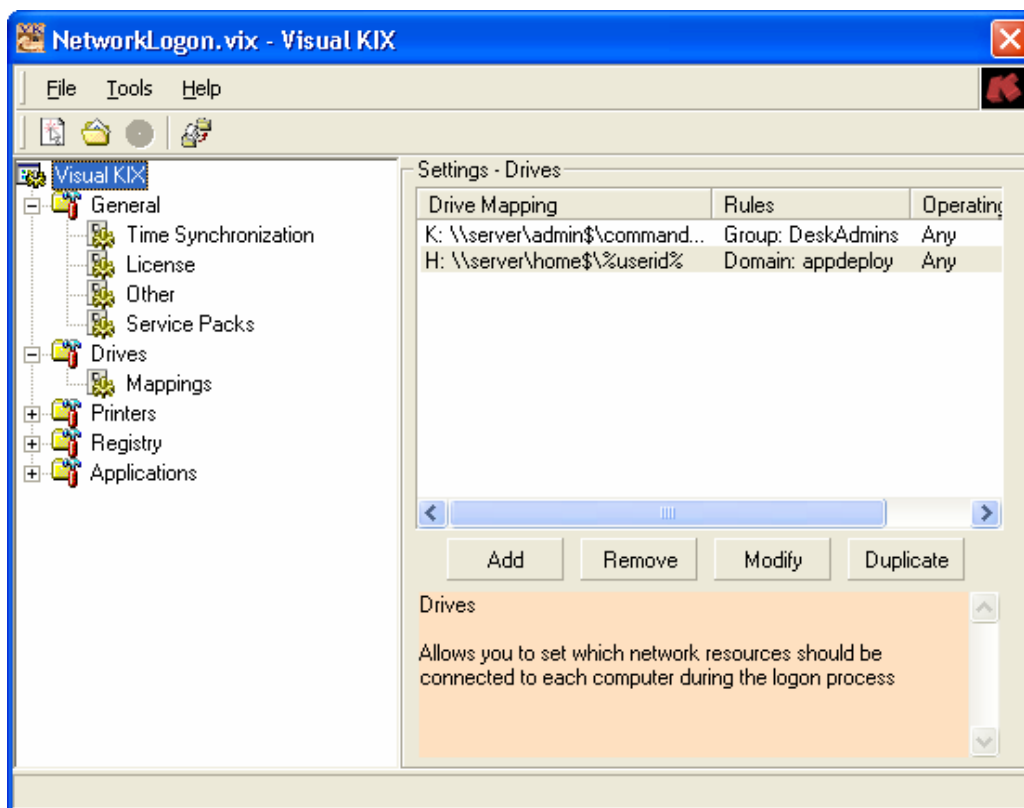 NetworkLogon.vix - Visual KIX
File Tools Help
Visual KIX
General
Time Synchronization
License
Other
Service Packs
Drives
Mappings
Printers
Registry
Applications
Settings - Drives
Drive Mapping Rules Operating
K: \\server\admin$\command... Group: DeskAdmins Any
H: \\server\home$\%userid% Domain: appdeploy Any
Add Remove Modify Duplicate
Drives
Allows you to set which network resources should be
connected to each computer during the logon process